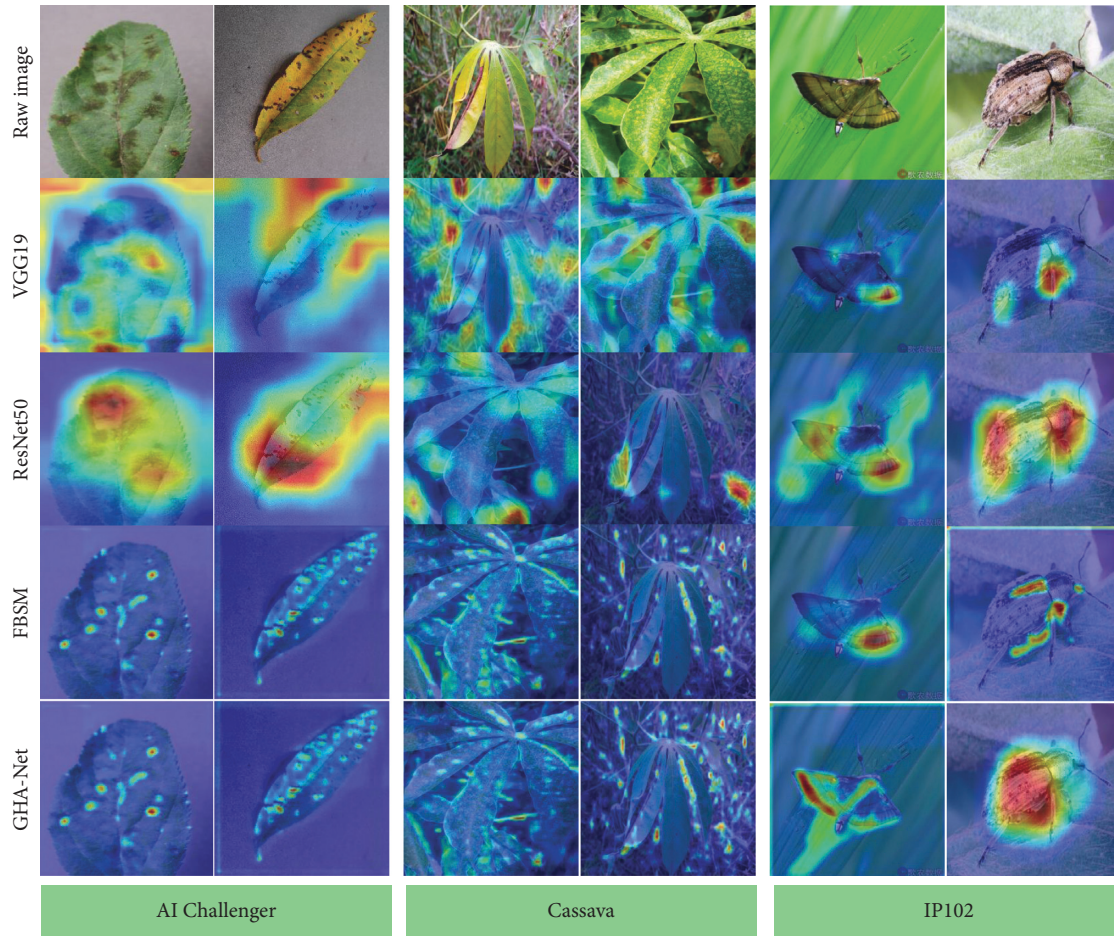 Raw image
VGG19
ResNet50
FBSM
GHA-Net
AI Challenger
Cassava
IP102